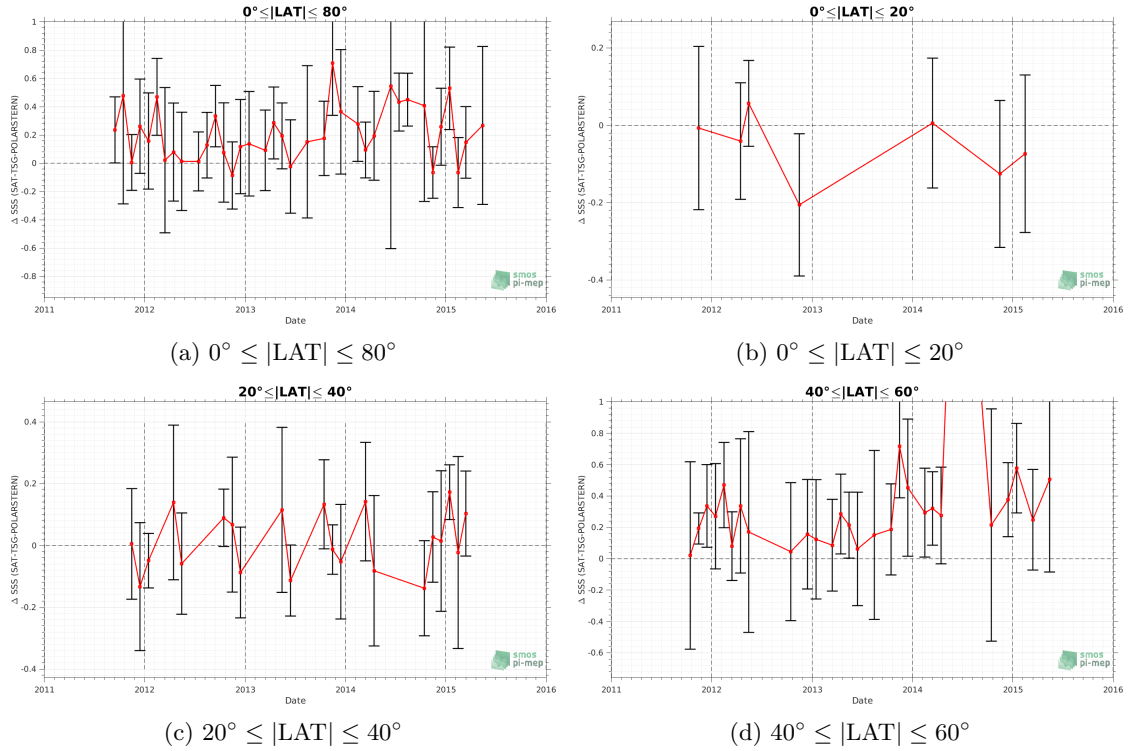 0°≤|LAT|≤ 80°
Δ SSS (SAT-TSG-POLARSTERN)
1
0.8
0.6
0.4
0.2
0
-0.2
-0.4
-0.6
-0.8
2011 2012 2013 2014 2015 2016
Date
smos
pi-mep
(a) 0° ≤ |LAT| ≤ 80°
0°≤|LAT|≤ 20°
Δ SSS (SAT-TSG-POLARSTERN)
0.2
0
-0.2
-0.4
2011 2012 2013 2014 2015 2016
Date
smos
pi-mep
(b) 0° ≤ |LAT| ≤ 20°
20°≤|LAT|≤ 40°
Δ SSS (SAT-TSG-POLARSTERN)
0.4
0.2
0
-0.2
-0.4
2011 2012 2013 2014 2015 2016
Date
smos
pi-mep
(c) 20° ≤ |LAT| ≤ 40°
40°≤|LAT|≤ 60°
Δ SSS (SAT-TSG-POLARSTERN)
1
0.8
0.6
0.4
0.2
0
-0.2
-0.4
-0.6
2011 2012 2013 2014 2015 2016
Date
smos
pi-mep
(d) 40° ≤ |LAT| ≤ 60°